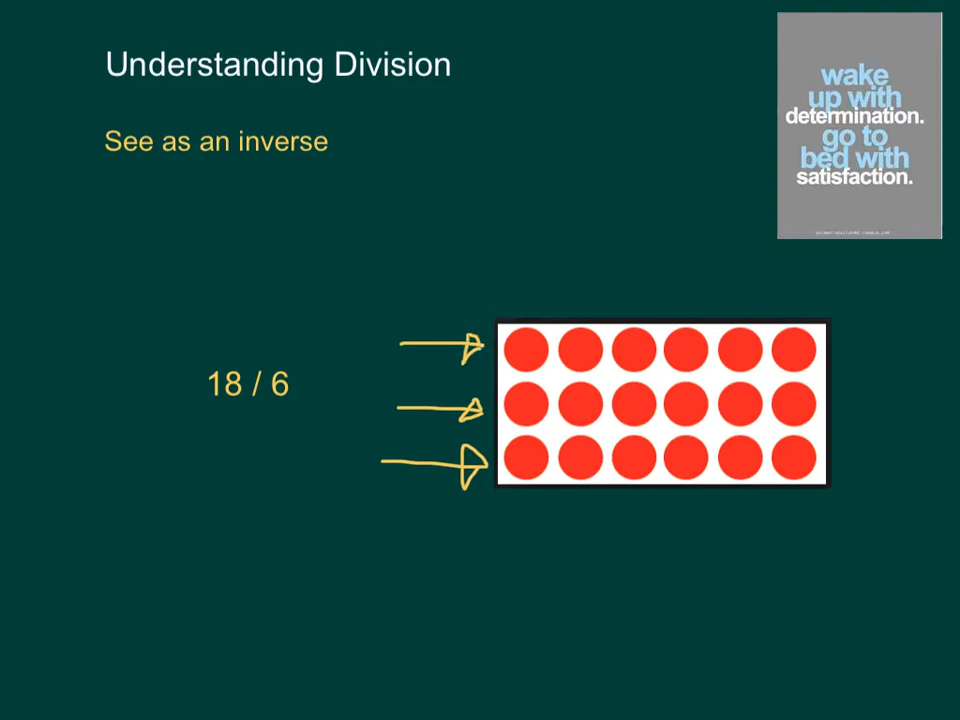 Understanding Division
See as an inverse
wake
up with
determination.
go to
bed with
satisfaction.
18 / 6